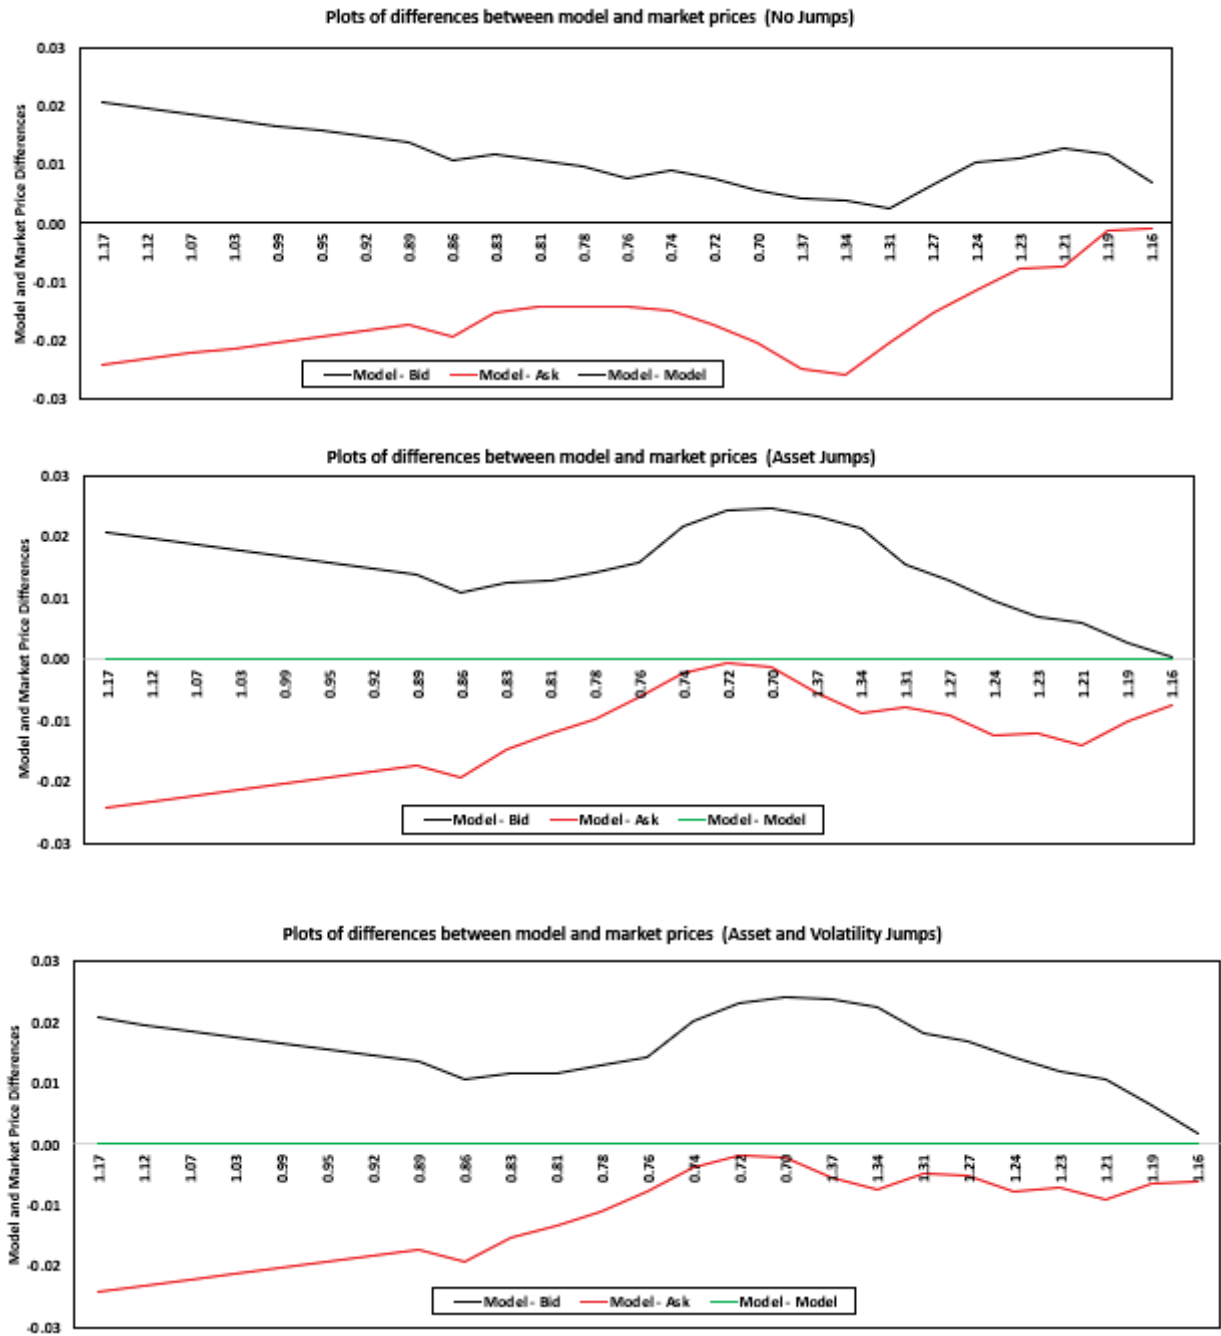 Plots of differences between model and market prices (No Jumps)
Model and Market Price Differences
0.03
0.02
0.01
0.00
-0.01
-0.02
-0.03
1.17 1.12 1.07 1.03 0.99 0.95 0.92 0.89 0.86 0.83 0.81 0.78 0.76 0.74 0.72 0.70 1.37 1.34 1.31 1.27 1.24 1.23 1.21 1.19 1.16
Model - Bid Model - Ask Model - Model
Plots of differences between model and market prices (Asset Jumps)
Model and Market Price Differences
0.03
0.02
0.01
0.00
-0.01
-0.02
-0.03
1.17 1.12 1.07 1.03 0.99 0.95 0.92 0.89 0.86 0.83 0.81 0.78 0.76 0.74 0.72 0.70 1.37 1.34 1.31 1.27 1.24 1.23 1.21 1.19 1.16
Model - Bid Model - Ask Model - Model
Plots of differences between model and market prices (Asset and Volatility Jumps)
Model and Market Price Differences
0.03
0.02
0.01
0.00
-0.01
-0.02
-0.03
1.17 1.12 1.07 1.03 0.99 0.95 0.92 0.89 0.86 0.83 0.81 0.78 0.76 0.74 0.72 0.70 1.37 1.34 1.31 1.27 1.24 1.23 1.21 1.19 1.16
Model - Bid Model - Ask Model - Model